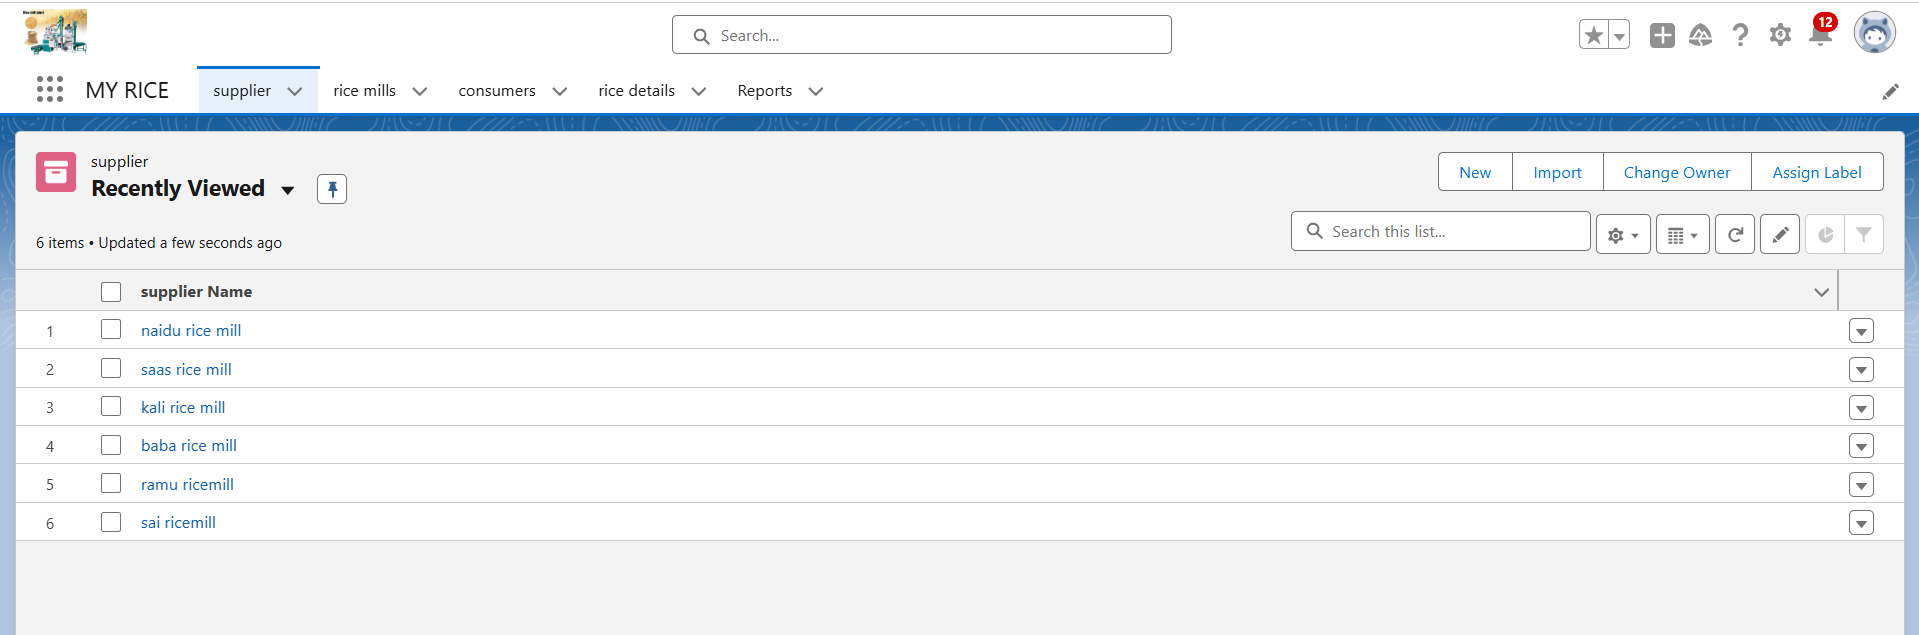 Search...
12
MY RICE
supplier
rice mills
consumers
rice details
Reports
supplier
Recently Viewed
New
Import
Change Owner
Assign Label
6 items • Updated a few seconds ago
Search this list...
supplier Name
1 naidu rice mill
2 saas rice mill
3 kali rice mill
4 baba rice mill
5 ramu ricemill
6 sai ricemill